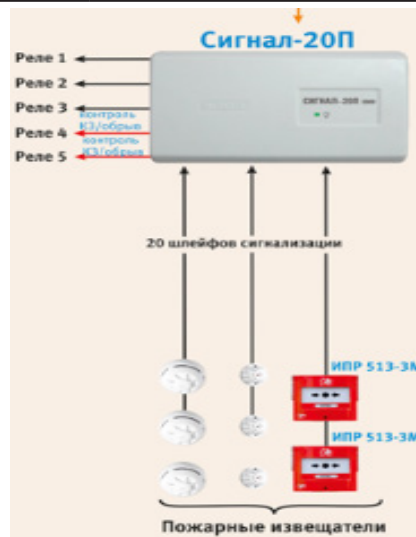 Сигнал-20П
Реле 1
Реле 2
Реле 3
контроль
КЗ/обрыв
Реле 4
контроль
КЗ/обрыв
Реле 5
СИГНАЛ-20П
20 шлейфов сигнализации
ИПР 513-3М
ИПР 513-3М
Пожарные извещатели